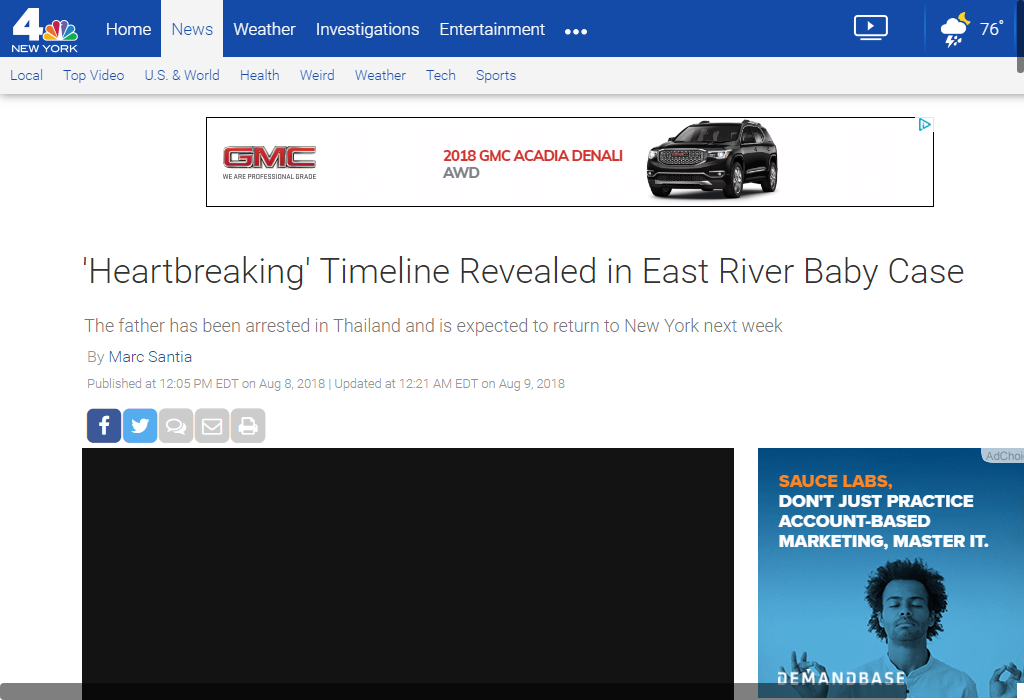 4
NEW YORK
Home
News
Weather
Investigations
Entertainment
76°
Local
Top Video
U.S. & World
Health
Weird
Weather
Tech
Sports
GMC
WE ARE PROFESSIONAL GRADE
2018 GMC ACADIA DENALI
AWD
'Heartbreaking' Timeline Revealed in East River Baby Case
The father has been arrested in Thailand and is expected to return to New York next week
By Marc Santia
Published at 12:05 PM EDT on Aug 8, 2018 | Updated at 12:21 AM EDT on Aug 9, 2018
AdChoi
SAUCE LABS,
DON'T JUST PRACTICE
ACCOUNT-BASED
MARKETING, MASTER IT.
DEMANDBASE